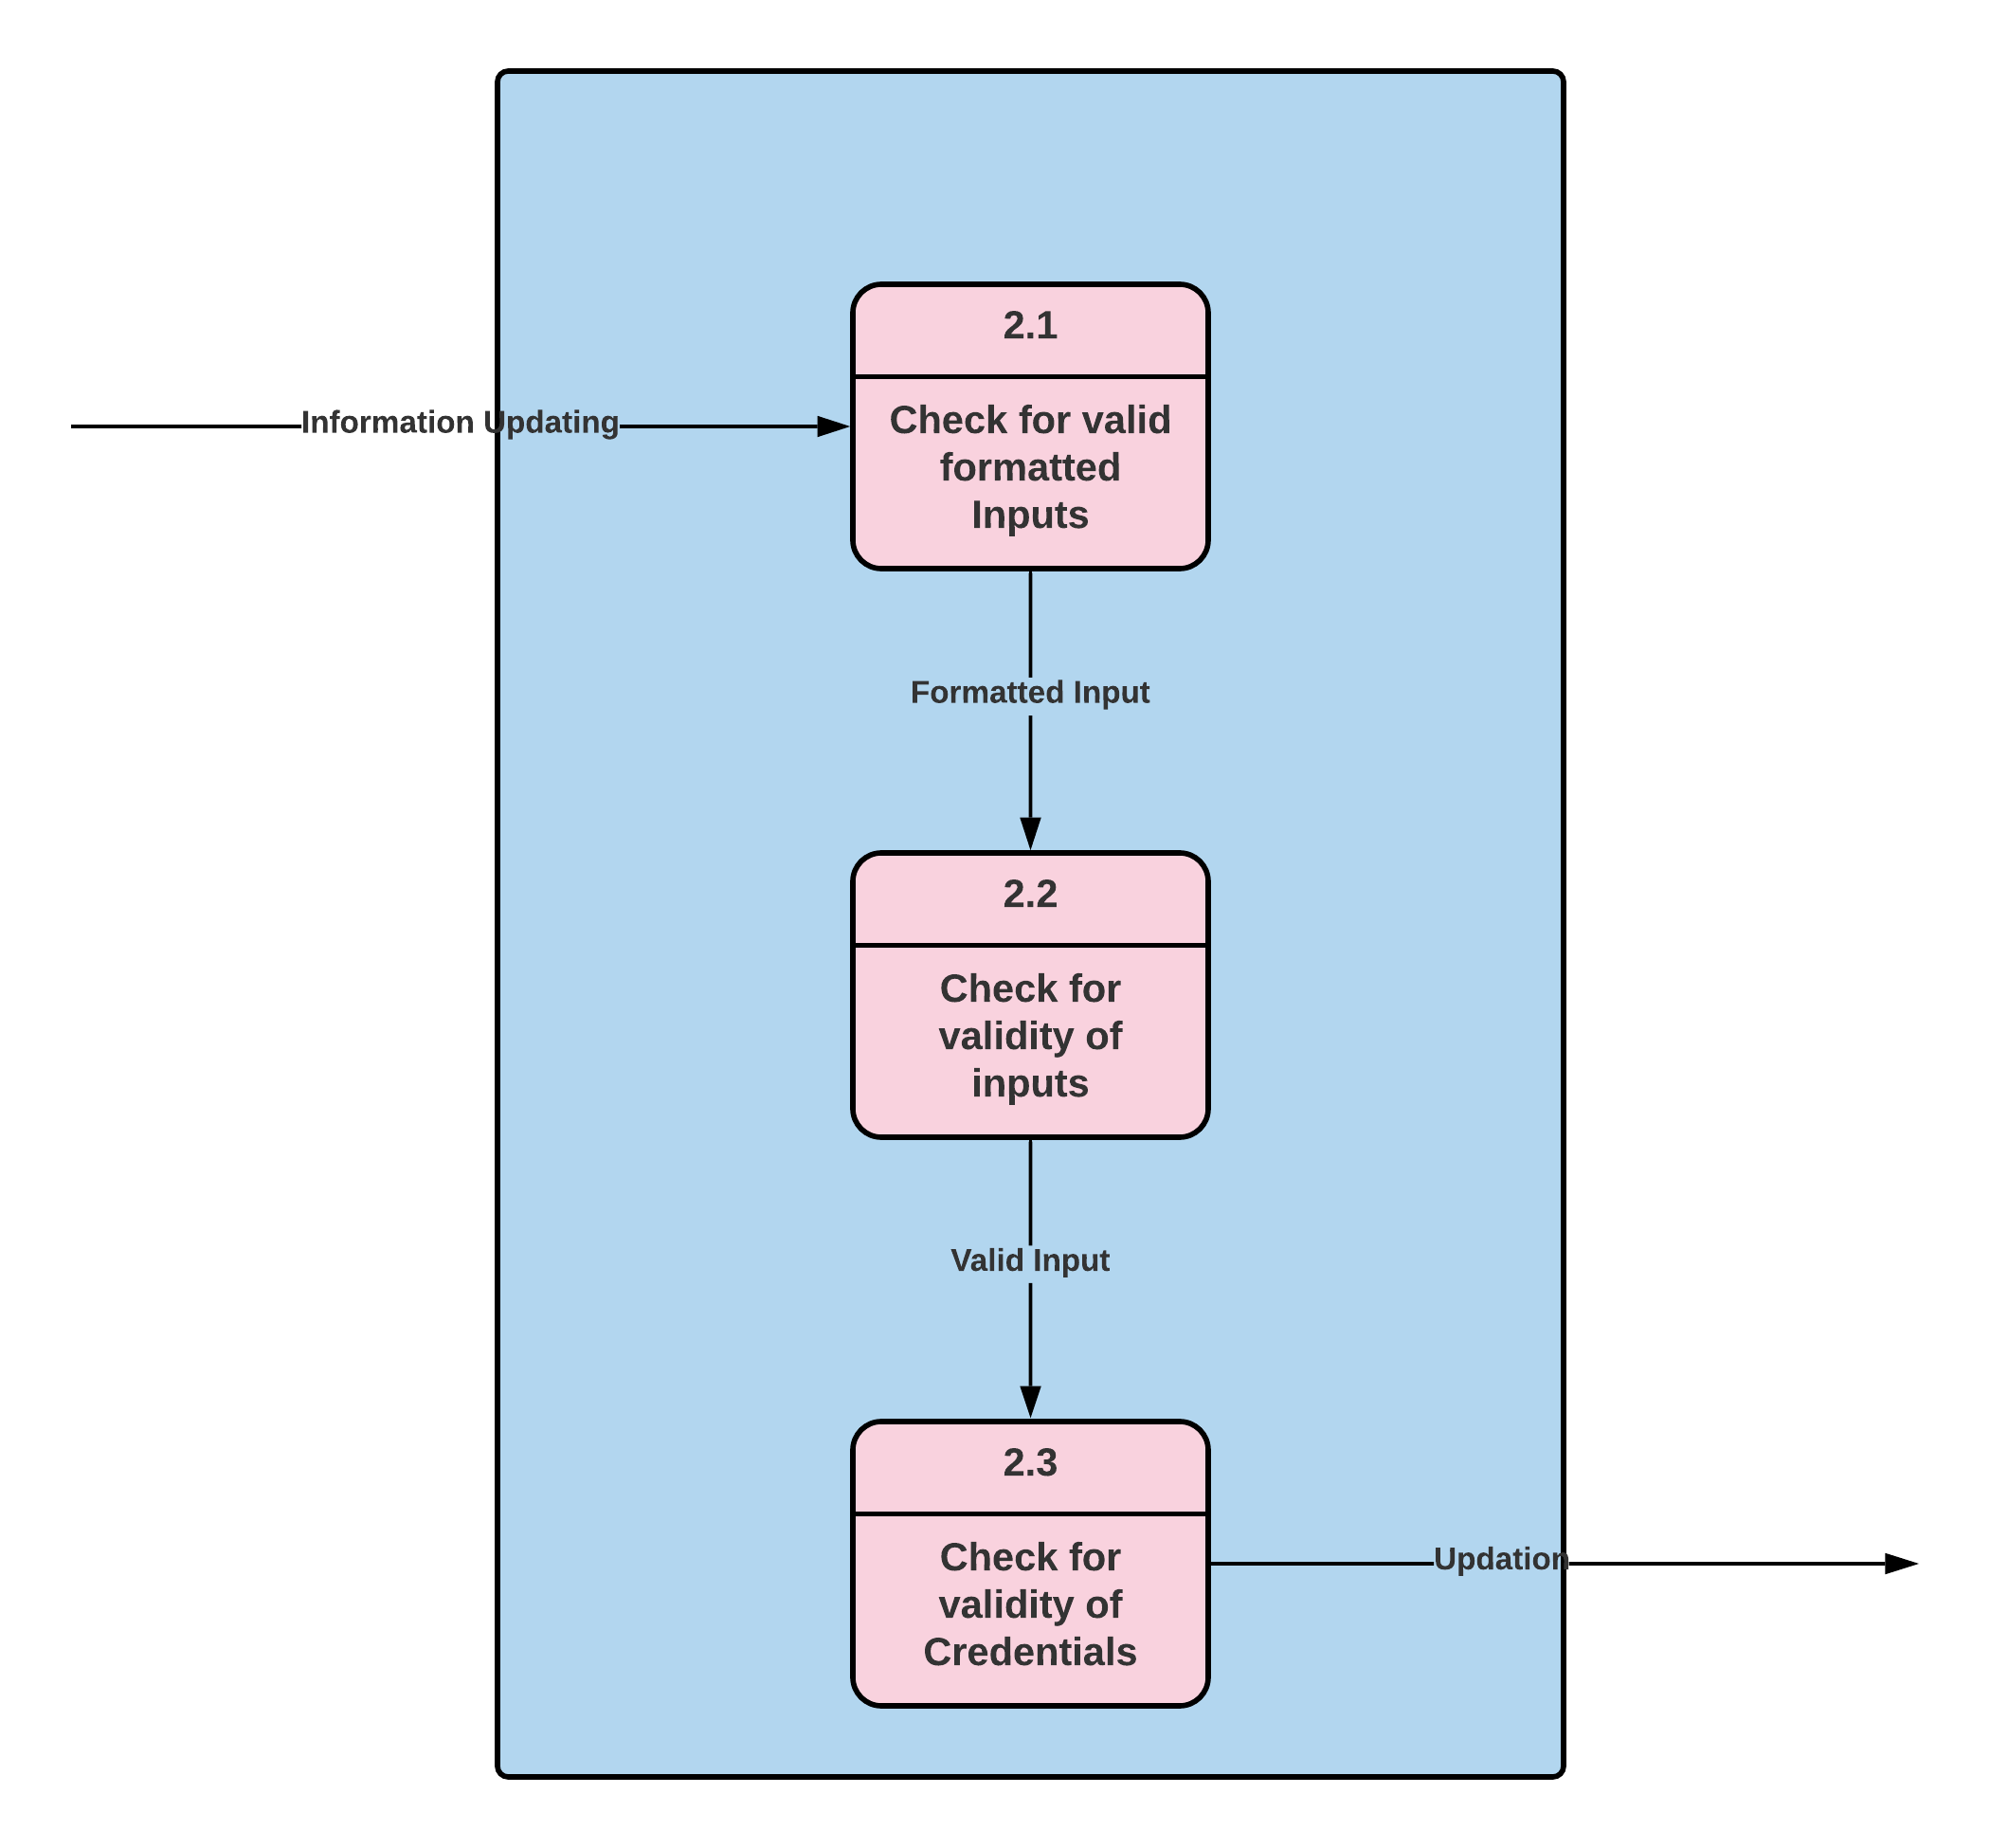 2.1
Information Updating
Check for valid
formatted
Inputs
Formatted Input
2.2
Check for
validity of
inputs
Valid Input
2.3
Check for
validity of
Credentials
Updation